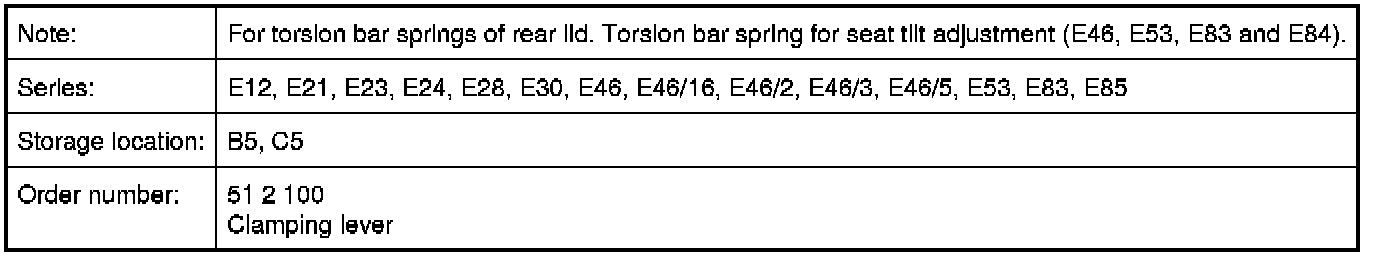 Note: For torsion bar springs of rear lid. Torsion bar spring for seat tilt adjustment (E46, E53, E83 and E84).
Series: E12, E21, E23, E24, E28, E30, E46, E46/16, E46/2, E46/3, E46/5, E53, E83, E85
Storage location: B5, C5
Order number: 51 2 100
Clamping lever